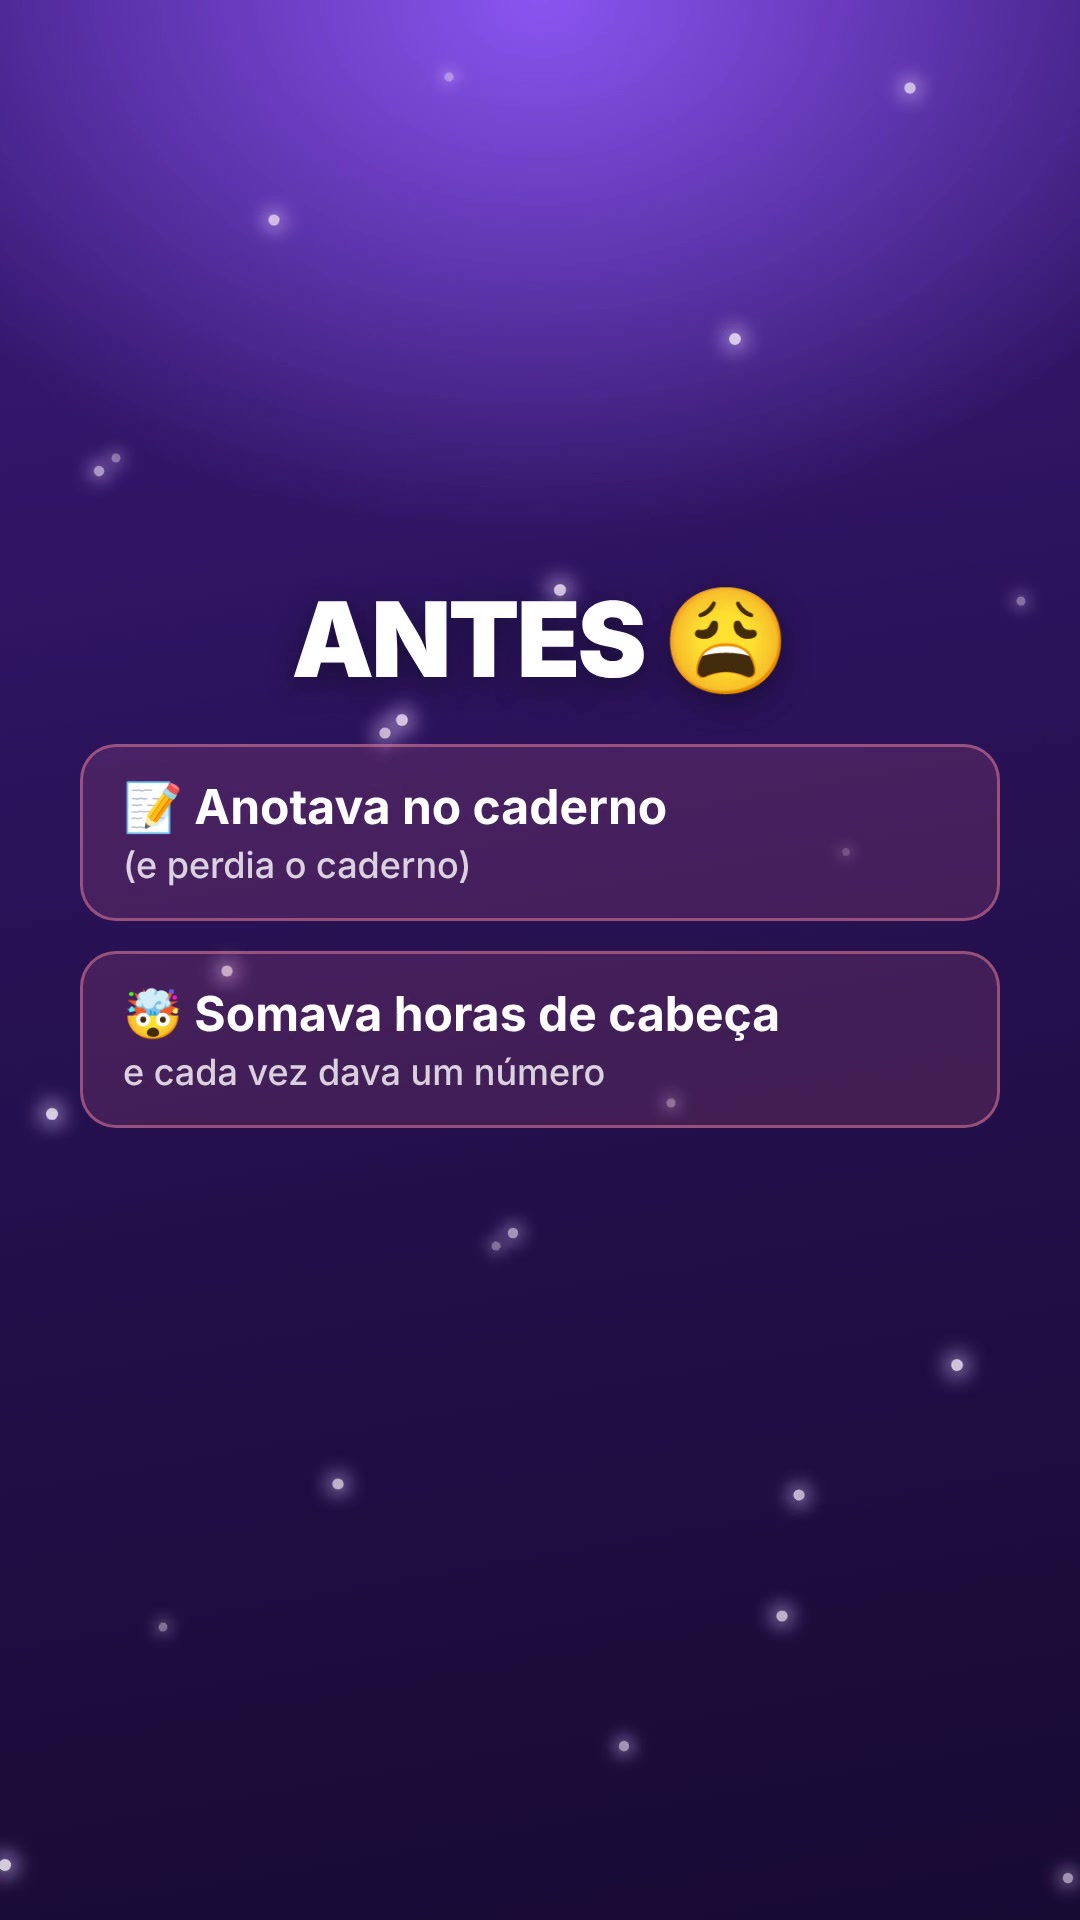 ANTES 😩
📝 Anotava no caderno
(e perdia o caderno)
🤯 Somava horas de cabeça
e cada vez dava um número